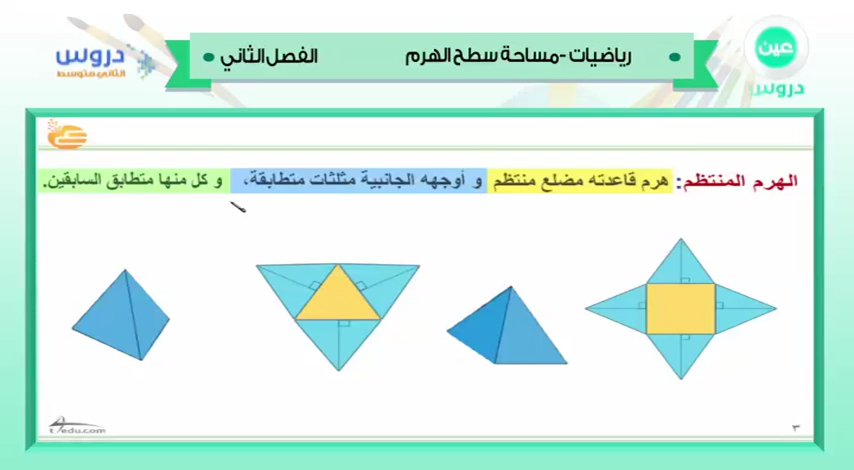 رياضيات - مساحة سطح الهرم الفصل الثاني
عين
دروس
دروس
الثاني متوسط
الهرم المنتظم: هرم قاعدته مضلع منتظم و أوجهه الجانبية مثلثات متطابقة، و كل منها متطابق الساقين.
t4edu.com
٣